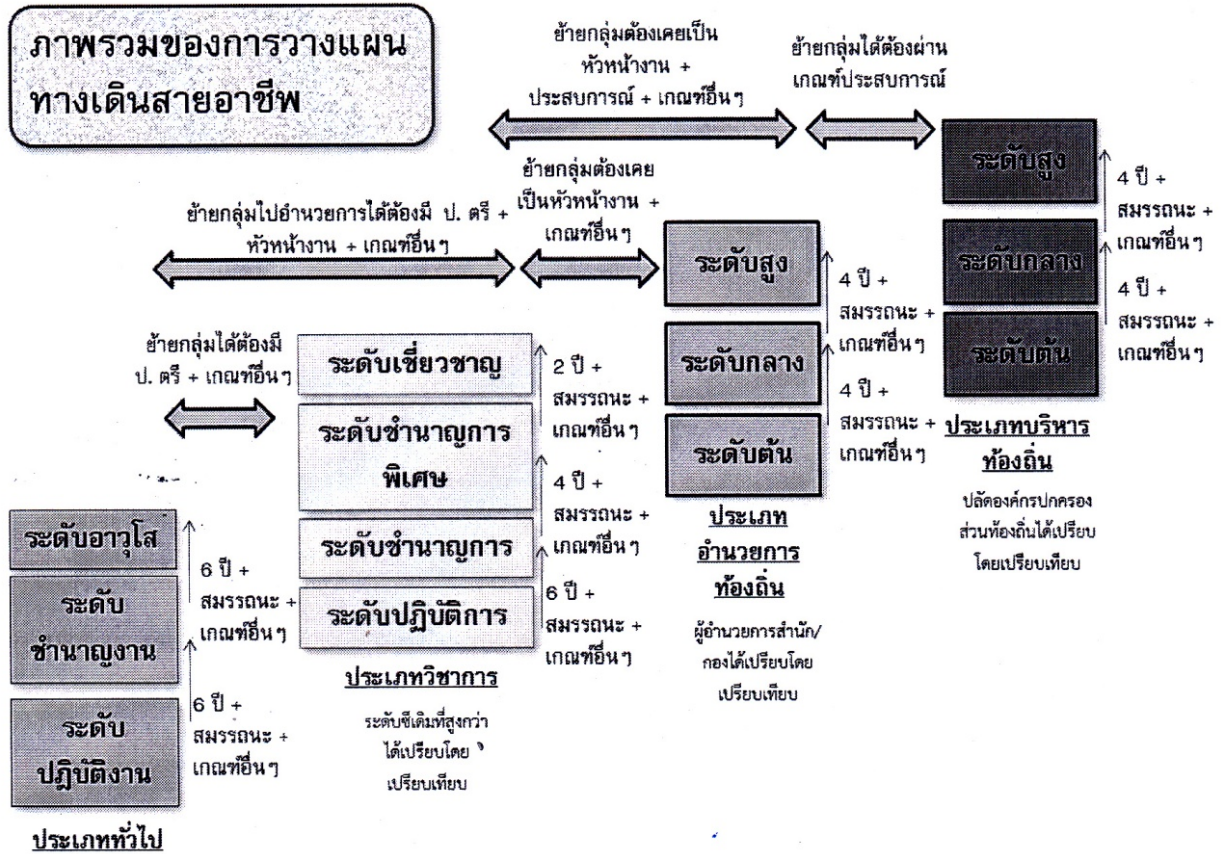 ภาพรวมของการวางแผน
ทางเดินสายอาชีพ
ย้ายกลุ่มต้องเคยเป็น
หัวหน้างาน +
ประสบการณ์ + เกณฑ์อื่นๆ
ย้ายกลุ่มได้ต้องผ่าน
เกณฑ์ประสบการณ์
ย้ายกลุ่มต้องเคย
เป็นหัวหน้างาน +
เกณฑ์อื่นๆ
ย้ายกลุ่มไปอำนวยการได้ต้องมี ป. ตรี +
หัวหน้างาน + เกณฑ์อื่นๆ
ย้ายกลุ่มได้ต้องมี
ป. ตรี + เกณฑ์อื่นๆ
ระดับอาวุโส
ระดับ
ชำนาญงาน
ระดับ
ปฏิบัติงาน
6 ปี +
สมรรถนะ +
เกณฑ์อื่นๆ
6 ปี +
สมรรถนะ +
เกณฑ์อื่นๆ
ประเภททั่วไป
ระดับเชี่ยวชาญ
ระดับชำนาญการ
พิเศษ
ระดับชำนาญการ
ระดับปฏิบัติการ
2 ปี +
สมรรถนะ +
เกณฑ์อื่นๆ
4 ปี +
สมรรถนะ +
เกณฑ์อื่นๆ
6 ปี +
สมรรถนะ +
เกณฑ์อื่นๆ
ประเภทวิชาการ
ระดับซีเดิมที่สูงกว่า
ได้เปรียบโดย
เปรียบเทียบ
ระดับสูง
ระดับกลาง
ระดับต้น
4 ปี +
สมรรถนะ +
เกณฑ์อื่นๆ
4 ปี +
สมรรถนะ +
เกณฑ์อื่นๆ
ประเภท
อำนวยการ
ท้องถิ่น
ผู้อำนวยการสำนัก/
กองได้เปรียบโดย
เปรียบเทียบ
ระดับสูง
ระดับกลาง
ระดับต้น
4 ปี +
สมรรถนะ +
เกณฑ์อื่นๆ
4 ปี +
สมรรถนะ +
เกณฑ์อื่นๆ
ประเภทบริหาร
ท้องถิ่น
ปลัดองค์กรปกครอง
ส่วนท้องถิ่นได้เปรียบ
โดยเปรียบเทียบ